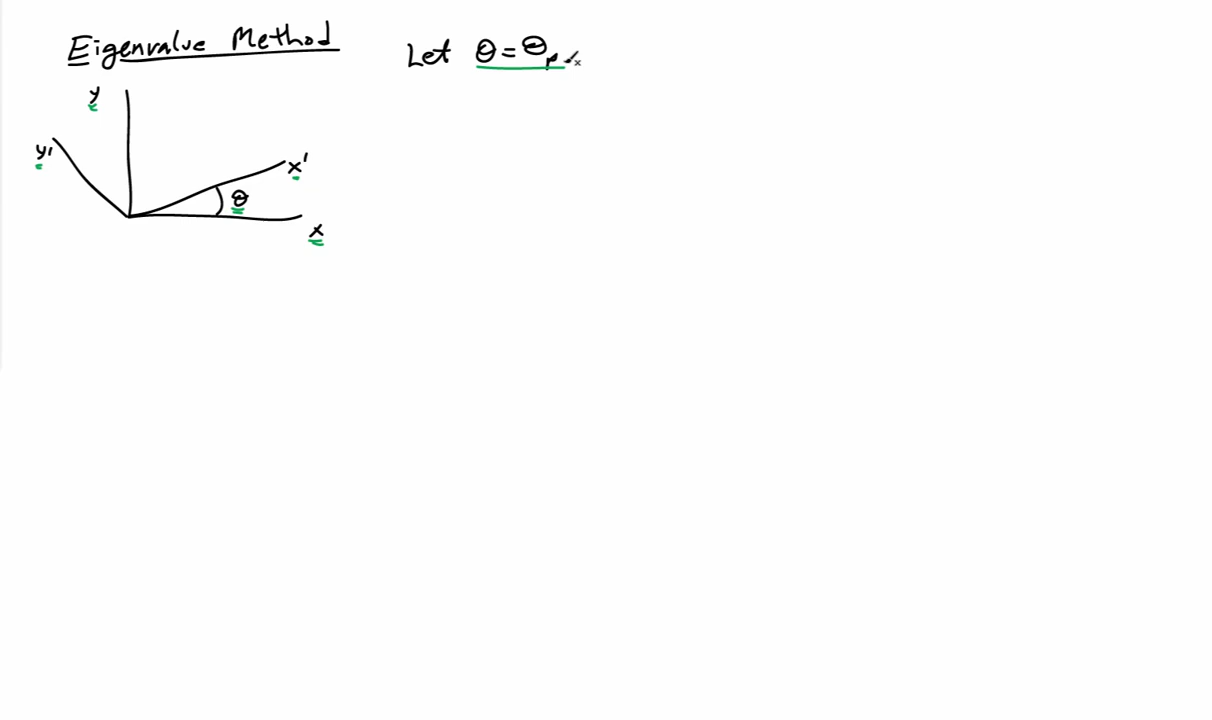 Eigenvalue Method
Let θ = θp
y
y'
x'
θ
x